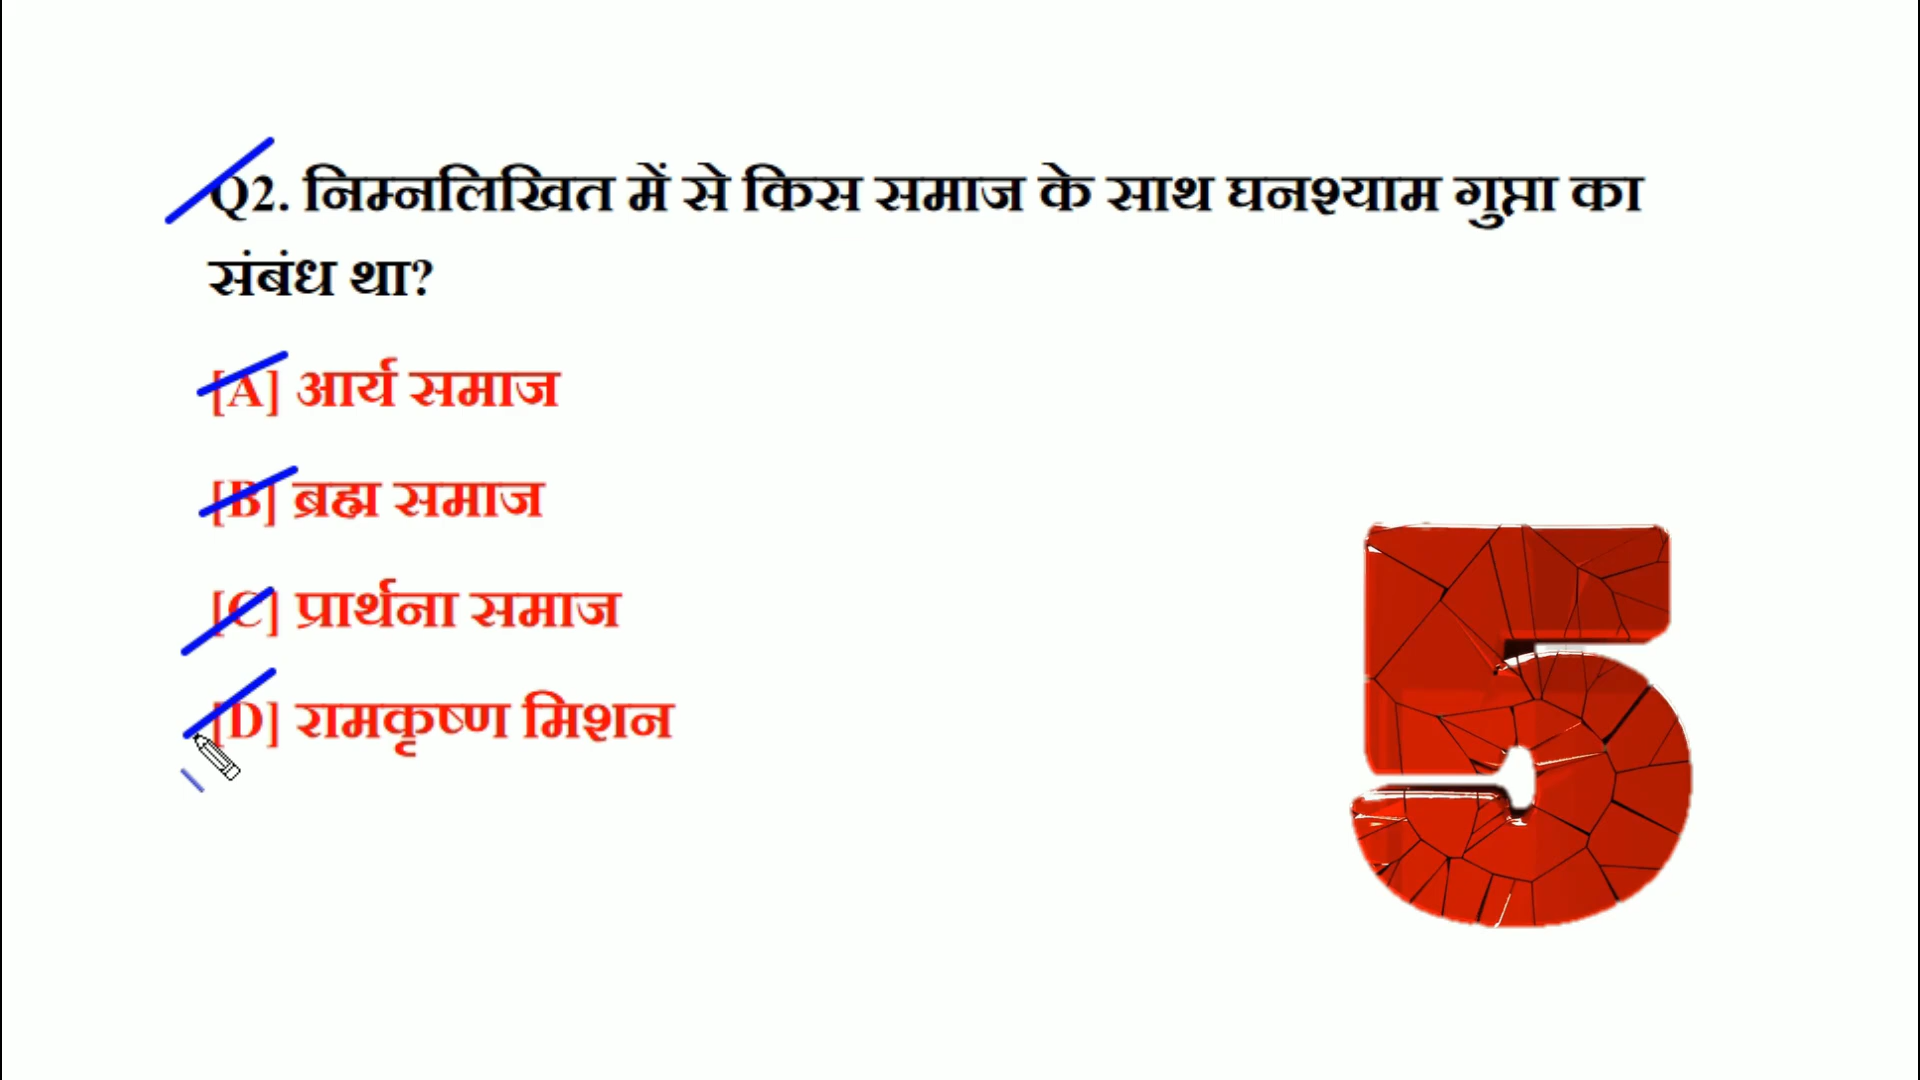 Q2. निम्नलिखित में से किस समाज के साथ घनश्याम गुप्ता का
संबंध था?
[A] आर्य समाज
[B] ब्रह्म समाज
[C] प्रार्थना समाज
[D] रामकृष्ण मिशन
5